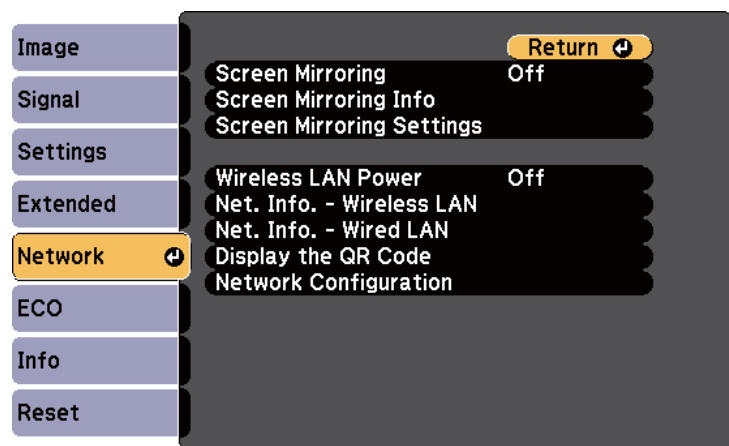 Image
Signal
Settings
Extended
Network
ECO
Info
Reset
Return
Screen Mirroring Off
Screen Mirroring Info
Screen Mirroring Settings
Wireless LAN Power Off
Net. Info. - Wireless LAN
Net. Info. - Wired LAN
Display the QR Code
Network Configuration